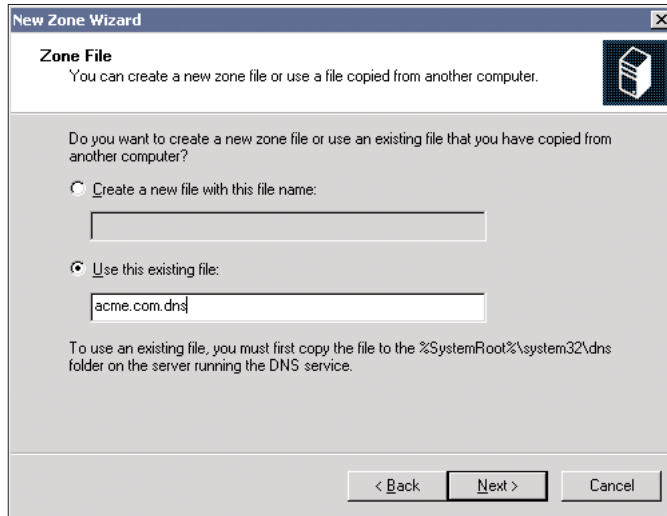 New Zone Wizard
Zone File
You can create a new zone file or use a file copied from another computer.
Do you want to create a new zone file or use an existing file that you have copied from
another computer?
Create a new file with this file name:
Use this existing file:
acme.com.dns
To use an existing file, you must first copy the file to the %SystemRoot%\system32\dns
folder on the server running the DNS service.
< Back
Next >
Cancel